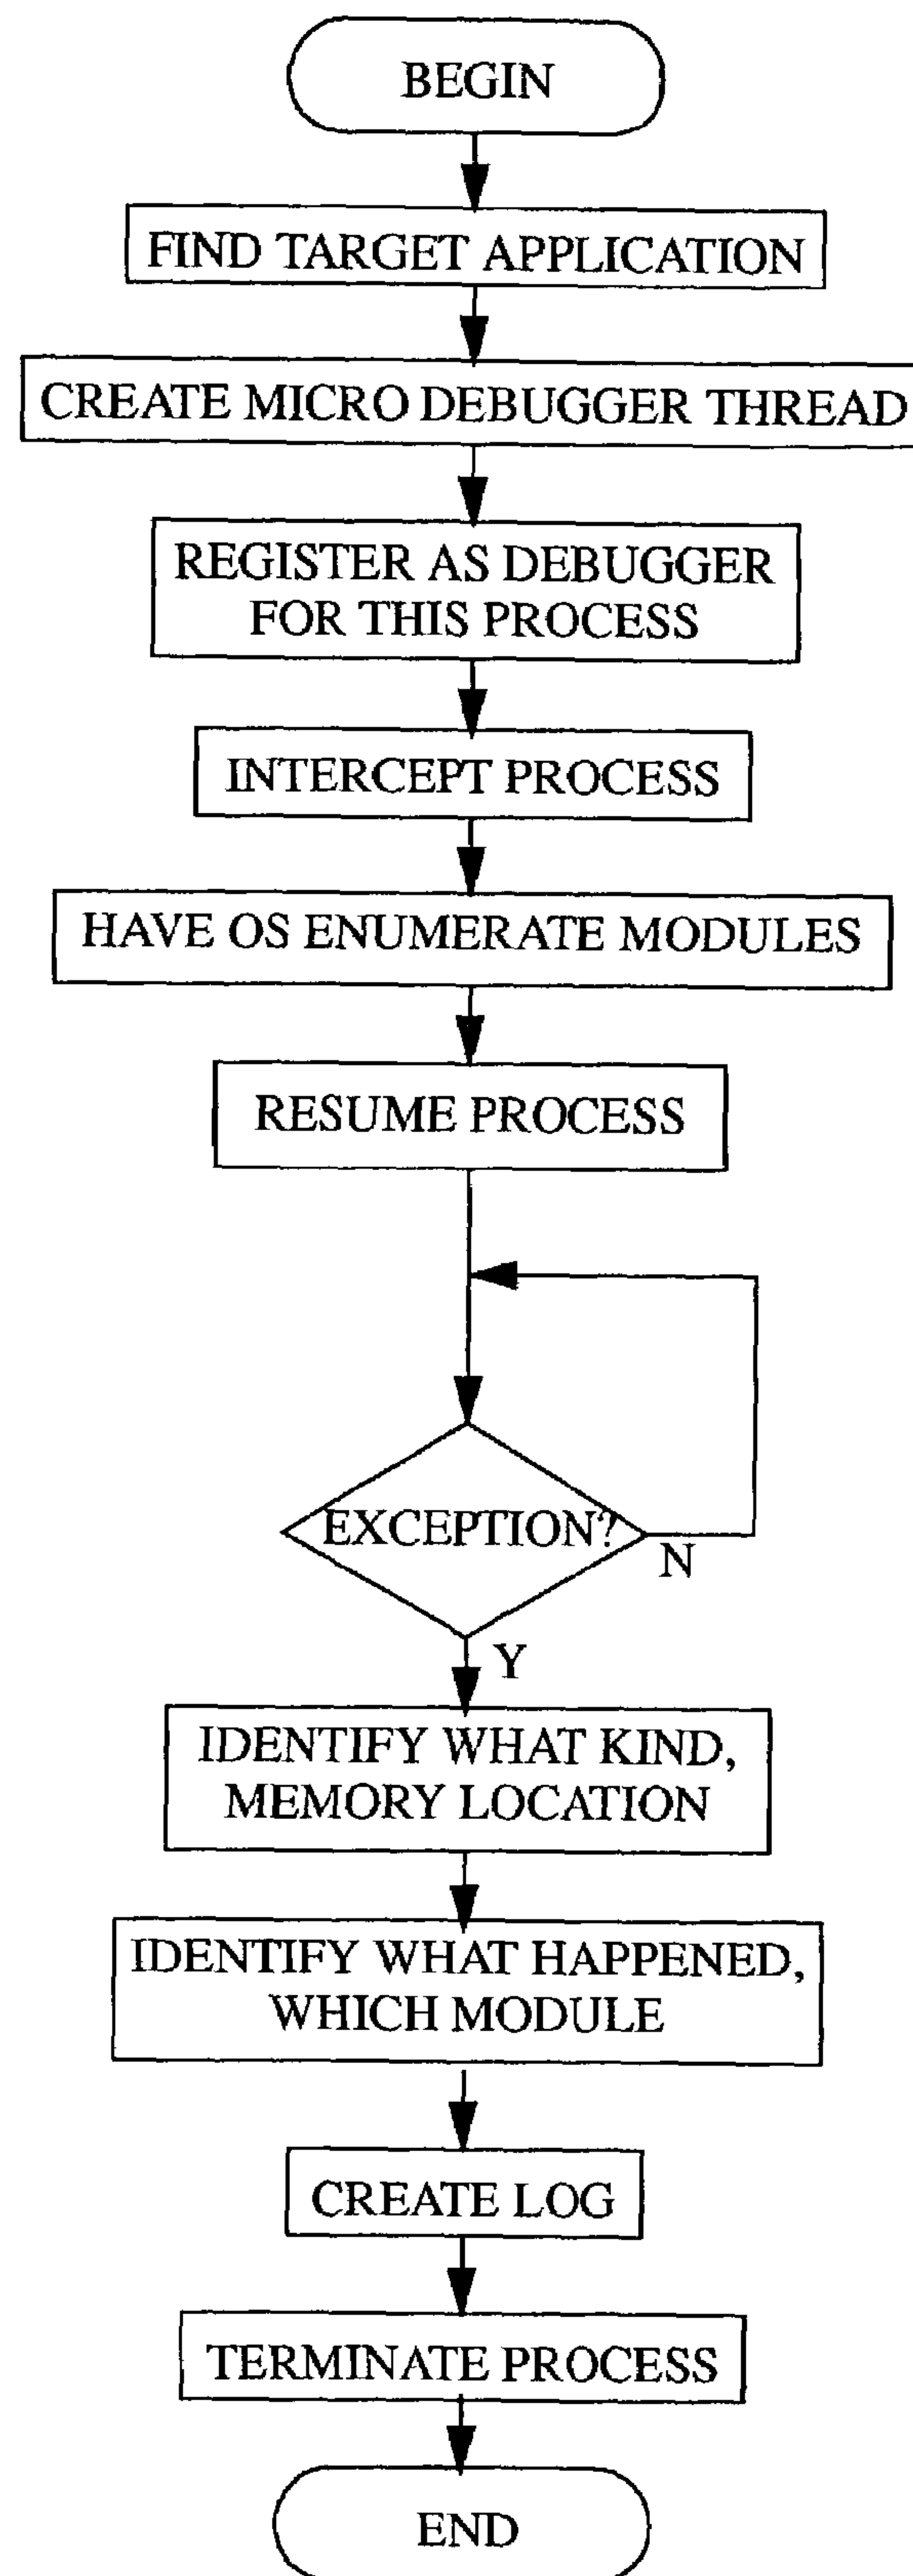 BEGIN
FIND TARGET APPLICATION
CREATE MICRO DEBUGGER THREAD
REGISTER AS DEBUGGER
FOR THIS PROCESS
INTERCEPT PROCESS
HAVE OS ENUMERATE MODULES
RESUME PROCESS
EXCEPTION?
N
Y
IDENTIFY WHAT KIND,
MEMORY LOCATION
IDENTIFY WHAT HAPPENED,
WHICH MODULE
CREATE LOG
TERMINATE PROCESS
END